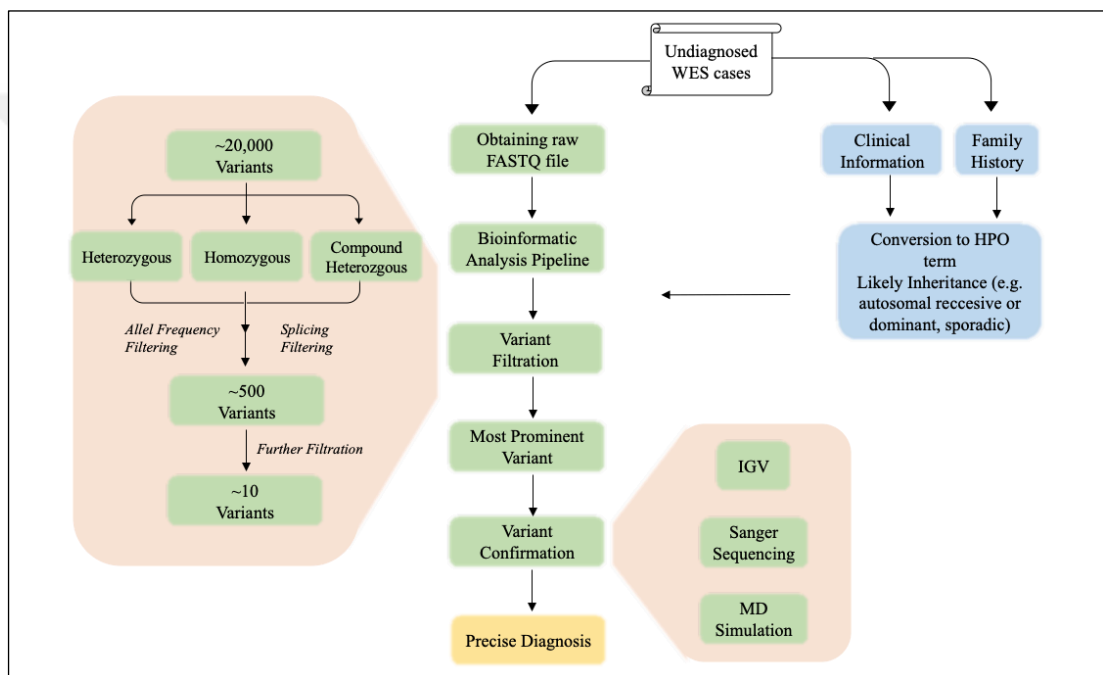 Undiagnosed
WES cases
Obtaining raw
FASTQ file
Clinical
Information
Family
History
~20,000
Variants
Heterozygous
Homozygous
Compound
Heterozgous
Bioinformatic
Analysis Pipeline
Conversion to HPO
term
Likely Inheritance (e.g.
autosomal reccesive or
dominant, sporadic)
Allel Frequency
Filtering
Splicing
Filtering
Variant
Filtration
~500
Variants
Further Filtration
~10
Variants
Most Prominent
Variant
Variant
Confirmation
IGV
Sanger
Sequencing
MD
Simulation
Precise Diagnosis